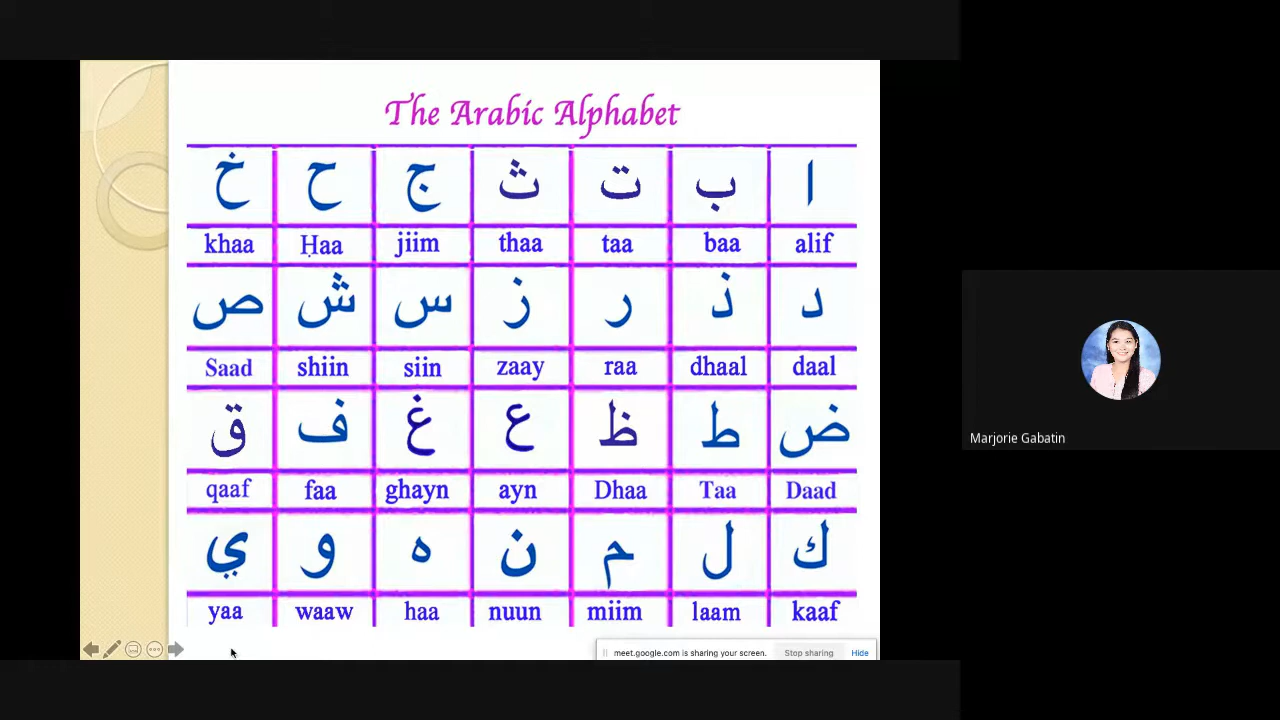 The Arabic Alphabet
ا ب ت ث ج ح خ
alif baa taa thaa jiim Ḥaa khaa
د ذ ر ز س ش ص
daal dhaal raa zaay siin shiin Saad
ض ط ظ ع غ ف ق
Daad Taa Dhaa ayn ghayn faa qaaf
ك ل م ن ه و ي
kaaf laam miim nuun haa waaw yaa
meet.google.com is sharing your screen. Stop sharing Hide
Marjorie Gabatin